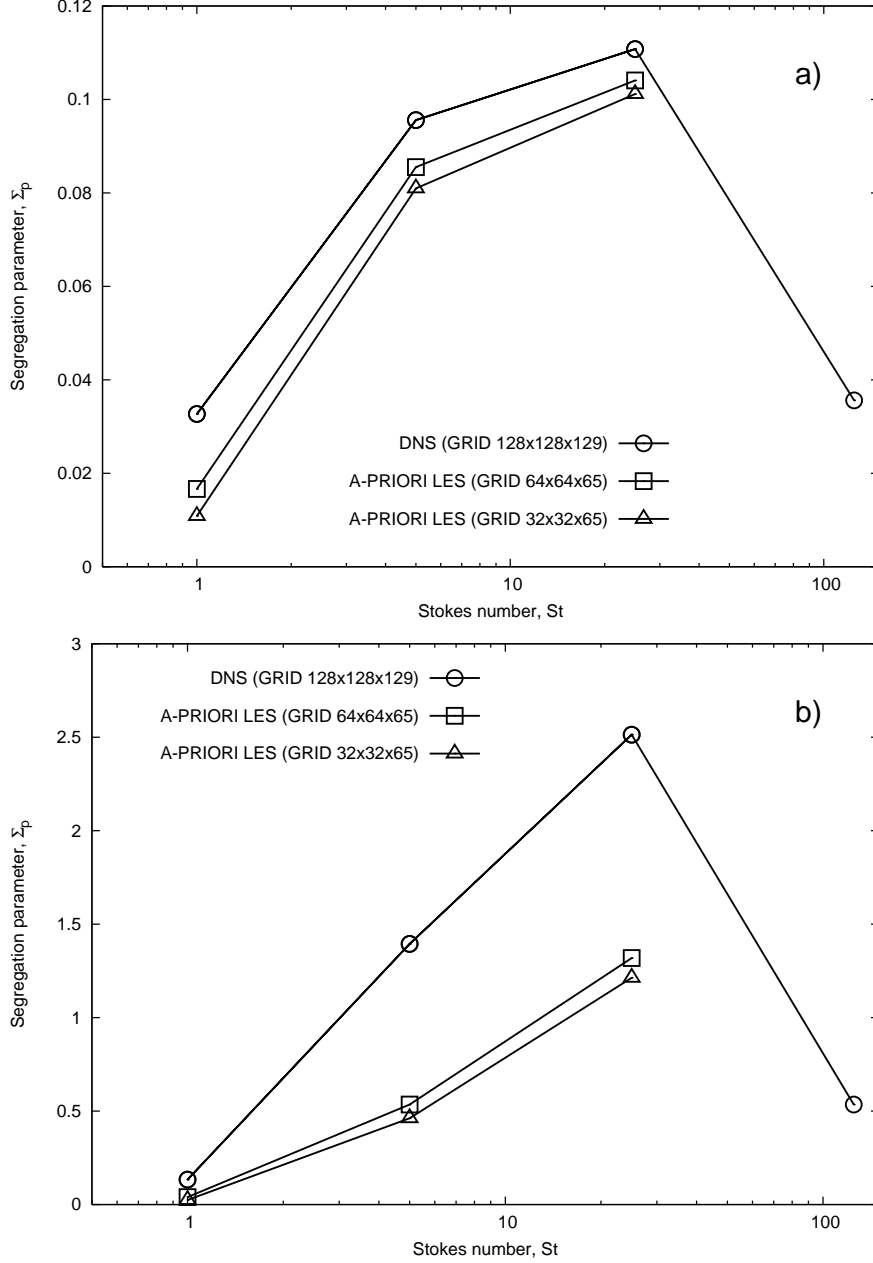 0.12
a)
0.1
0.08
0.06
0.04
0.02
0
Segregation parameter, Σp
DNS (GRID 128x128x129)
A-PRIORI LES (GRID 64x64x65)
A-PRIORI LES (GRID 32x32x65)
1 10 100
Stokes number, St
3
DNS (GRID 128x128x129)
A-PRIORI LES (GRID 64x64x65)
A-PRIORI LES (GRID 32x32x65)
b)
2.5
2
1.5
1
0.5
0
Segregation parameter, Σp
1 10 100
Stokes number, St